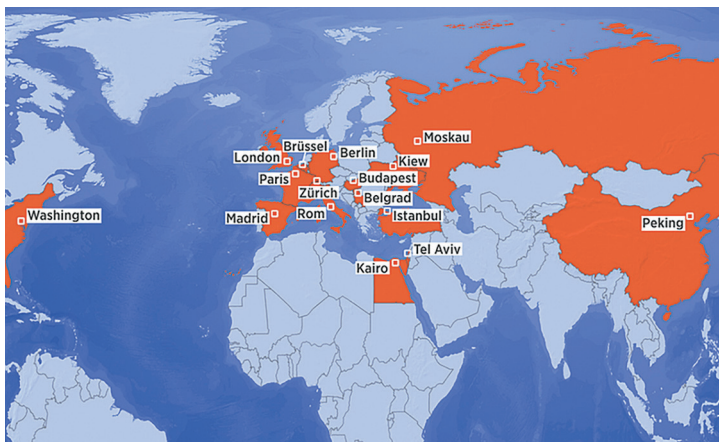 Moskau
Brüssel
Berlin
London
Kiew
Paris
Budapest
Zürich
Belgrad
Washington
Madrid
Rom
Istanbul
Peking
Tel Aviv
Kairo